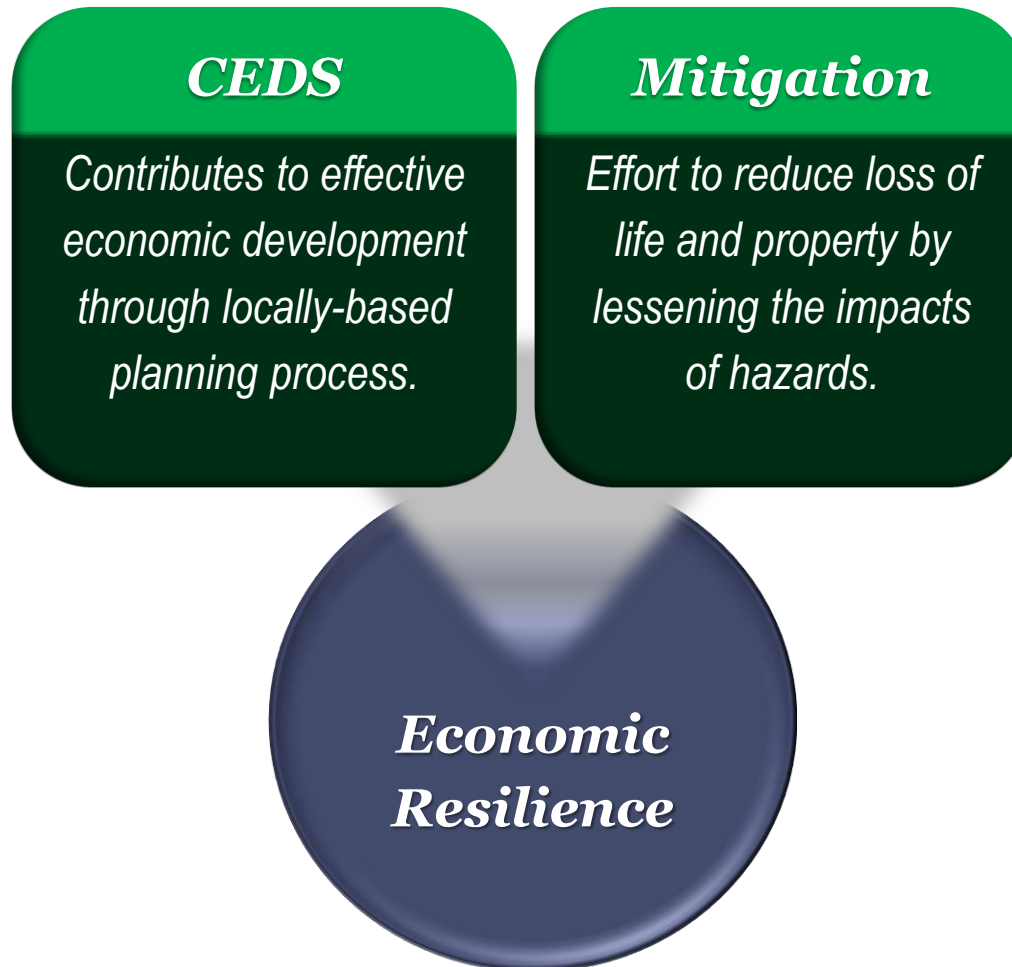 CEDS
Contributes to effective
economic development
through locally-based
planning process.
Mitigation
Effort to reduce loss of
life and property by
lessening the impacts
of hazards.
Economic
Resilience